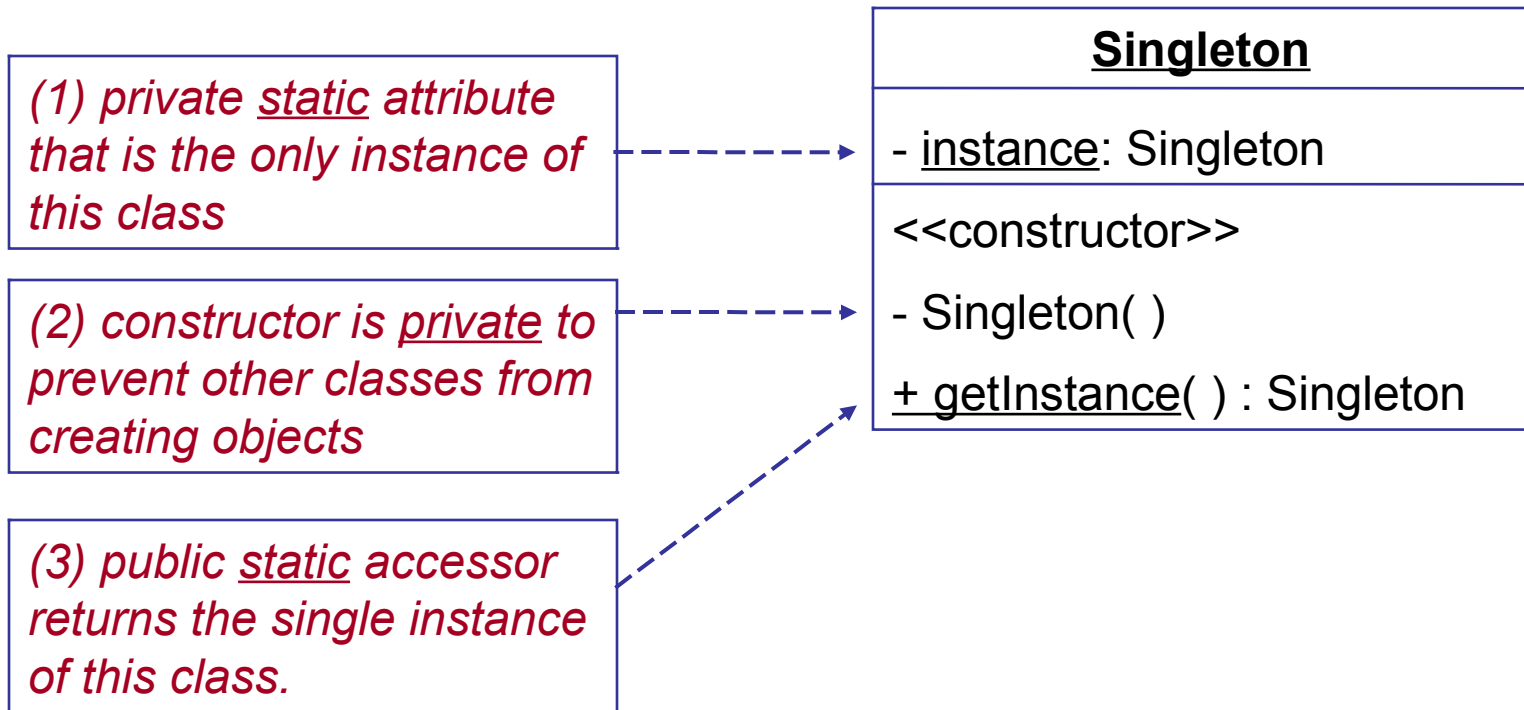 (1) private static attribute
that is the only instance of
this class
(2) constructor is private to
prevent other classes from
creating objects
(3) public static accessor
returns the single instance
of this class.
Singleton
- instance: Singleton
<<constructor>>
- Singleton( )
+ getInstance( ) : Singleton